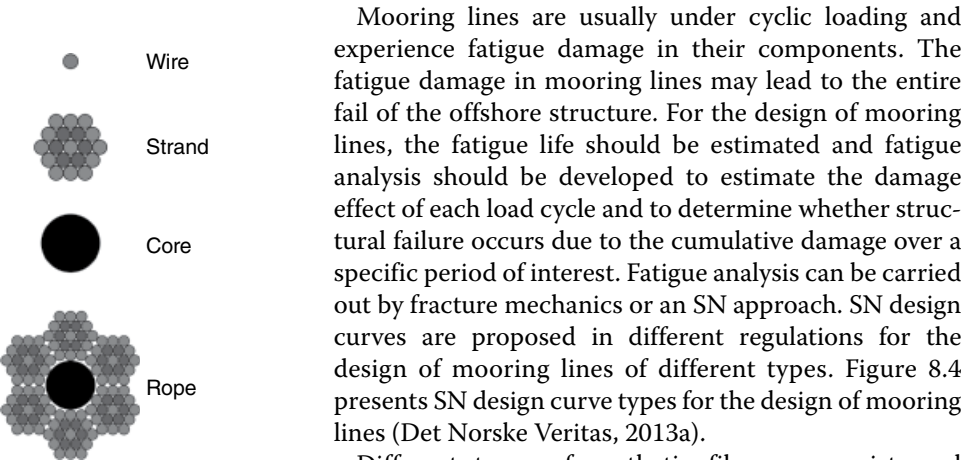 Wire
Strand
Core
Rope
Mooring lines are usually under cyclic loading and
experience fatigue damage in their components. The
fatigue damage in mooring lines may lead to the entire
fail of the offshore structure. For the design of mooring
lines, the fatigue life should be estimated and fatigue
analysis should be developed to estimate the damage
effect of each load cycle and to determine whether struc-
tural failure occurs due to the cumulative damage over a
specific period of interest. Fatigue analysis can be carried
out by fracture mechanics or an SN approach. SN design
curves are proposed in different regulations for the
design of mooring lines of different types. Figure 8.4
presents SN design curve types for the design of mooring
lines (Det Norske Veritas, 2013a).